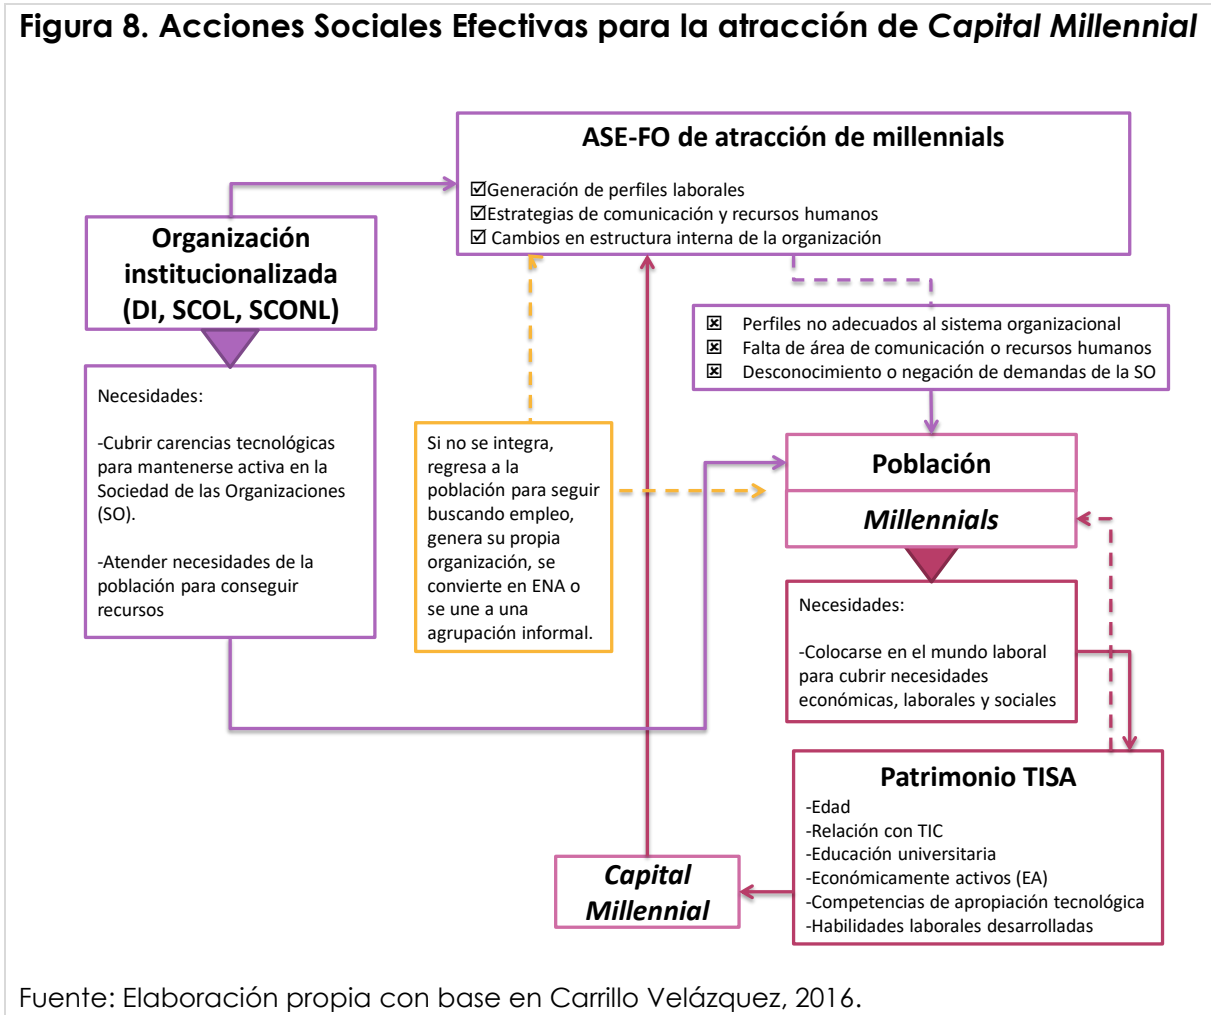 Figura 8. Acciones Sociales Efectivas para la atracción de Capital Millennial
ASE-FO de atracción de millennials
☑Generación de perfiles laborales
☑Estrategias de comunicación y recursos humanos
☑ Cambios en estructura interna de la organización
Organización
institucionalizada
(DI, SCOL, SCONL)
☒ Perfiles no adecuados al sistema organizacional
☒ Falta de área de comunicación o recursos humanos
☒ Desconocimiento o negación de demandas de la SO
Necesidades:
-Cubrir carencias tecnológicas
para mantenerse activa en la
Sociedad de las Organizaciones
(SO).
-Atender necesidades de la
población para conseguir
recursos
Si no se integra,
regresa a la
población para seguir
buscando empleo,
genera su propia
organización, se
convierte en ENA o
se une a una
agrupación informal.
Población
Millennials
Necesidades:
-Colocarse en el mundo laboral
para cubrir necesidades
económicas, laborales y sociales
Patrimonio TISA
-Edad
-Relación con TIC
-Educación universitaria
-Económicamente activos (EA)
-Competencias de apropiación tecnológica
-Habilidades laborales desarrolladas
Capital
Millennial
Fuente: Elaboración propia con base en Carrillo Velázquez, 2016.